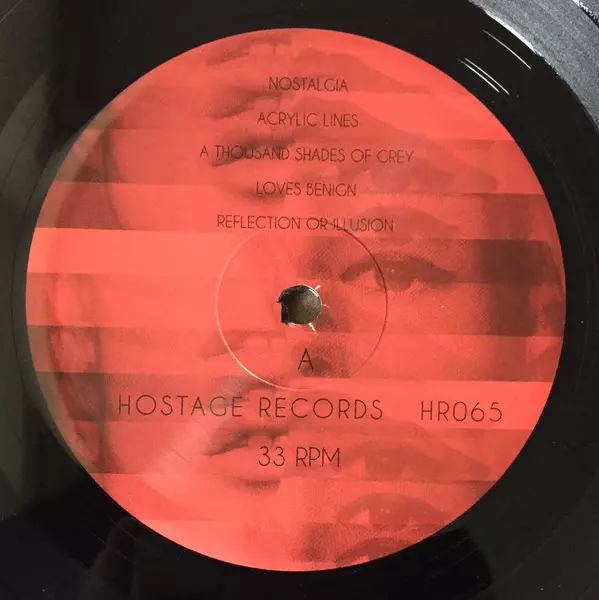 NOSTALGIA
ACRYLIC LINES
A THOUSAND SHADES OF GREY
LOVES BENIGN
REFLECTION OR ILLUSION
A
HOSTAGE RECORDS HR065
33 RPM